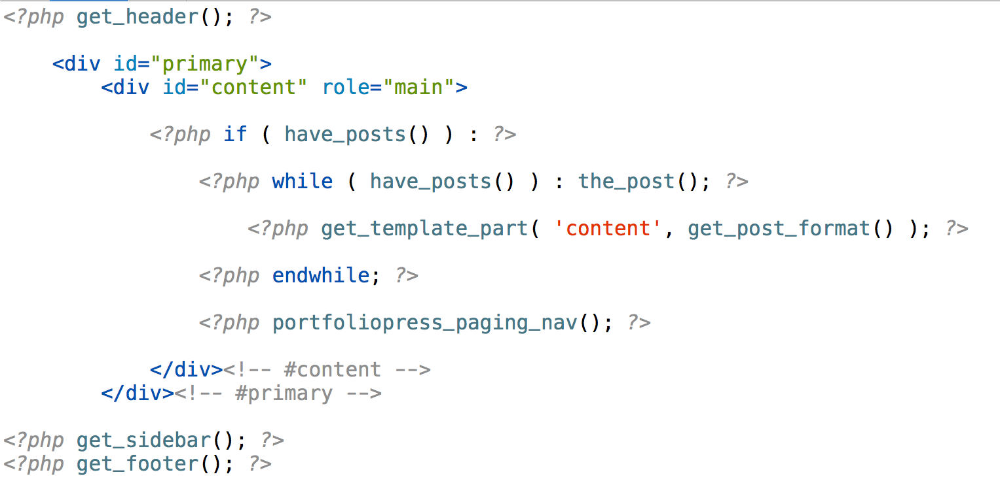 <?php get_header(); ?>
<div id="primary">
<div id="content" role="main">
<?php if ( have_posts() ) : ?>
<?php while ( have_posts() ) : the_post(); ?>
<?php get_template_part( 'content', get_post_format() ); ?>
<?php endwhile; ?>
<?php portfoliopress_paging_nav(); ?>
</div><!-- #content -->
</div><!-- #primary -->
<?php get_sidebar(); ?>
<?php get_footer(); ?>